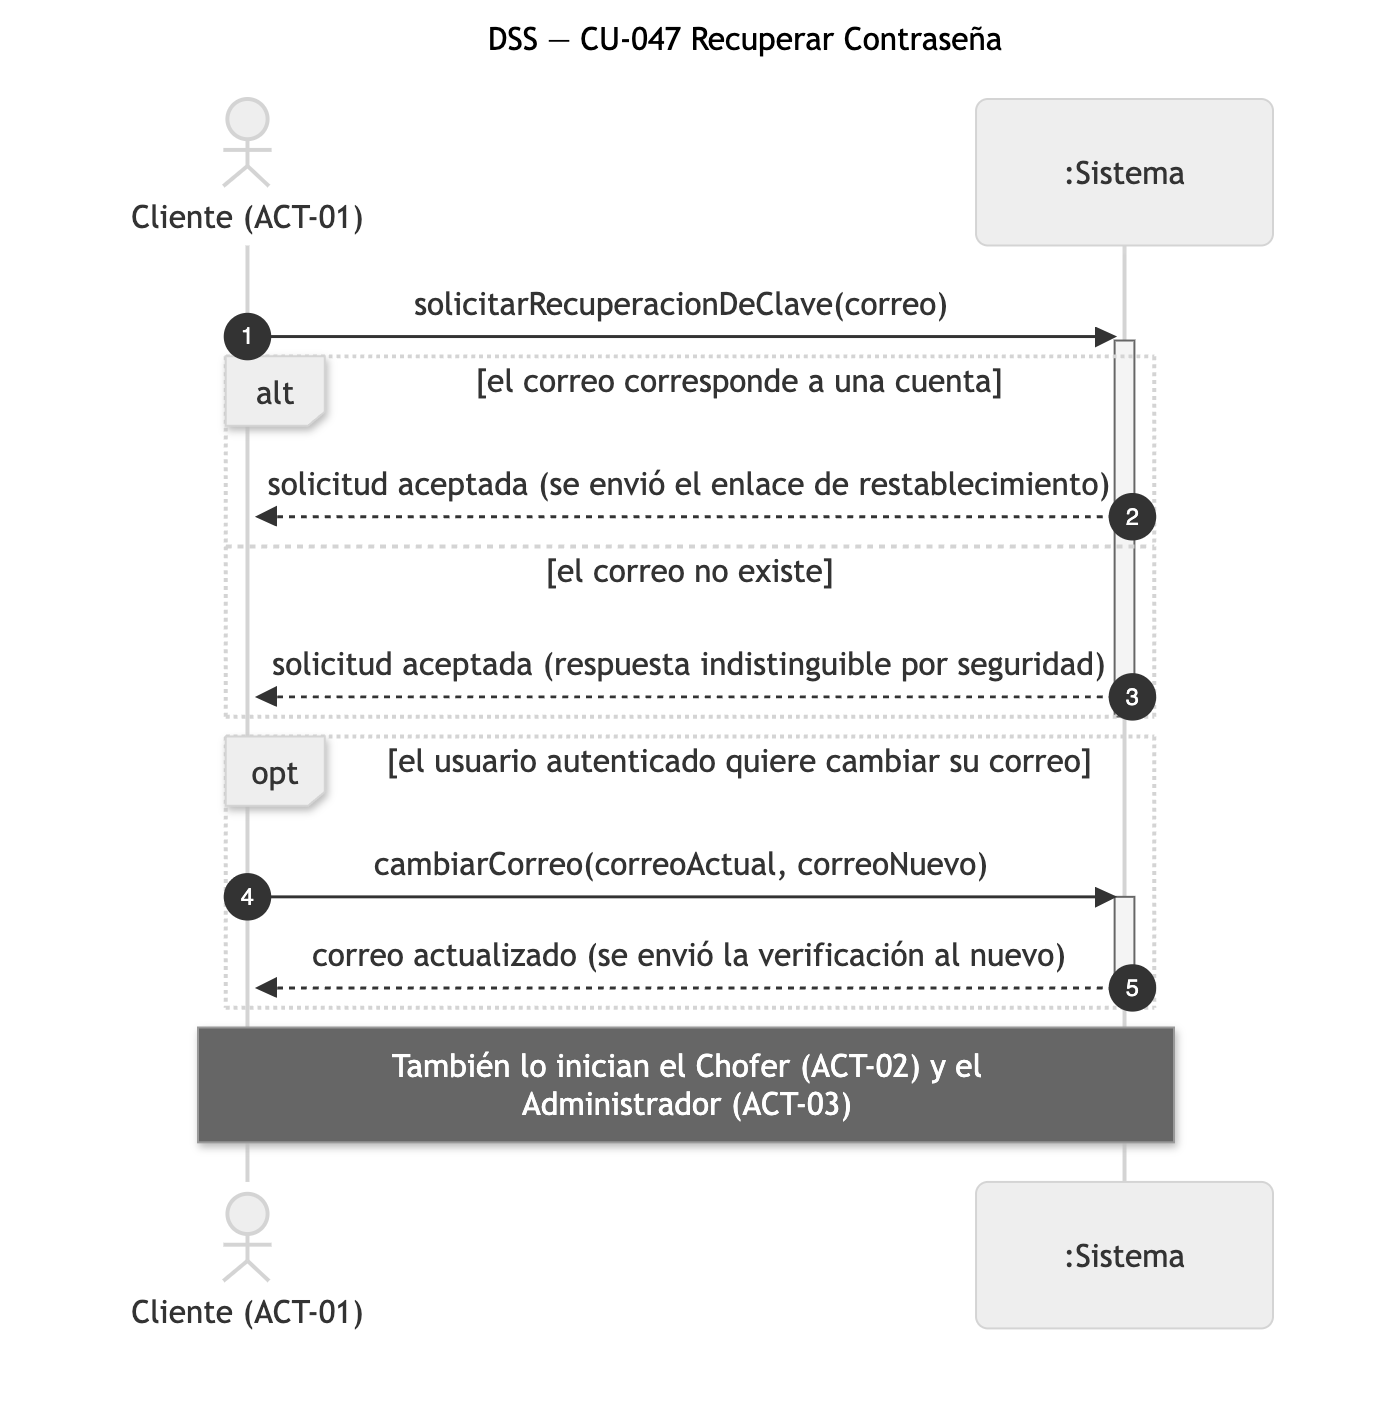 DSS — CU-047 Recuperar Contraseña
Cliente (ACT-01)
:Sistema
solicitarRecuperacionDeClave(correo)
1
alt
[el correo corresponde a una cuenta]
solicitud aceptada (se envió el enlace de restablecimiento)
2
[el correo no existe]
solicitud aceptada (respuesta indistinguible por seguridad)
3
opt
[el usuario autenticado quiere cambiar su correo]
cambiarCorreo(correoActual, correoNuevo)
4
correo actualizado (se envió la verificación al nuevo)
5
También lo inician el Chofer (ACT-02) y el
Administrador (ACT-03)
Cliente (ACT-01)
:Sistema